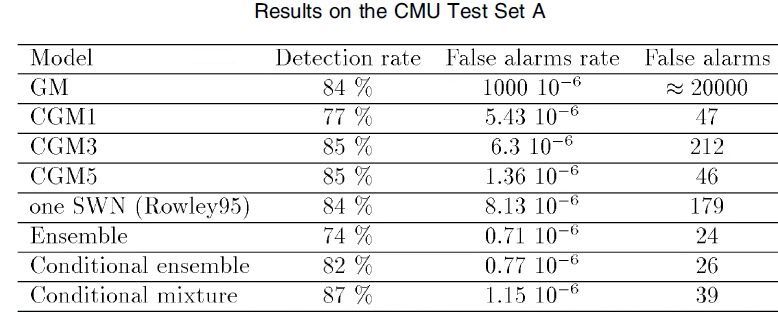 Results on the CMU Test Set A
Model Detection rate False alarms rate False alarms
GM 84 % 1000 10⁻⁶ ≈ 20000
CGM1 77 % 5.43 10⁻⁶ 47
CGM3 85 % 6.3 10⁻⁶ 212
CGM5 85 % 1.36 10⁻⁶ 46
one SWN (Rowley95) 84 % 8.13 10⁻⁶ 179
Ensemble 74 % 0.71 10⁻⁶ 24
Conditional ensemble 82 % 0.77 10⁻⁶ 26
Conditional mixture 87 % 1.15 10⁻⁶ 39